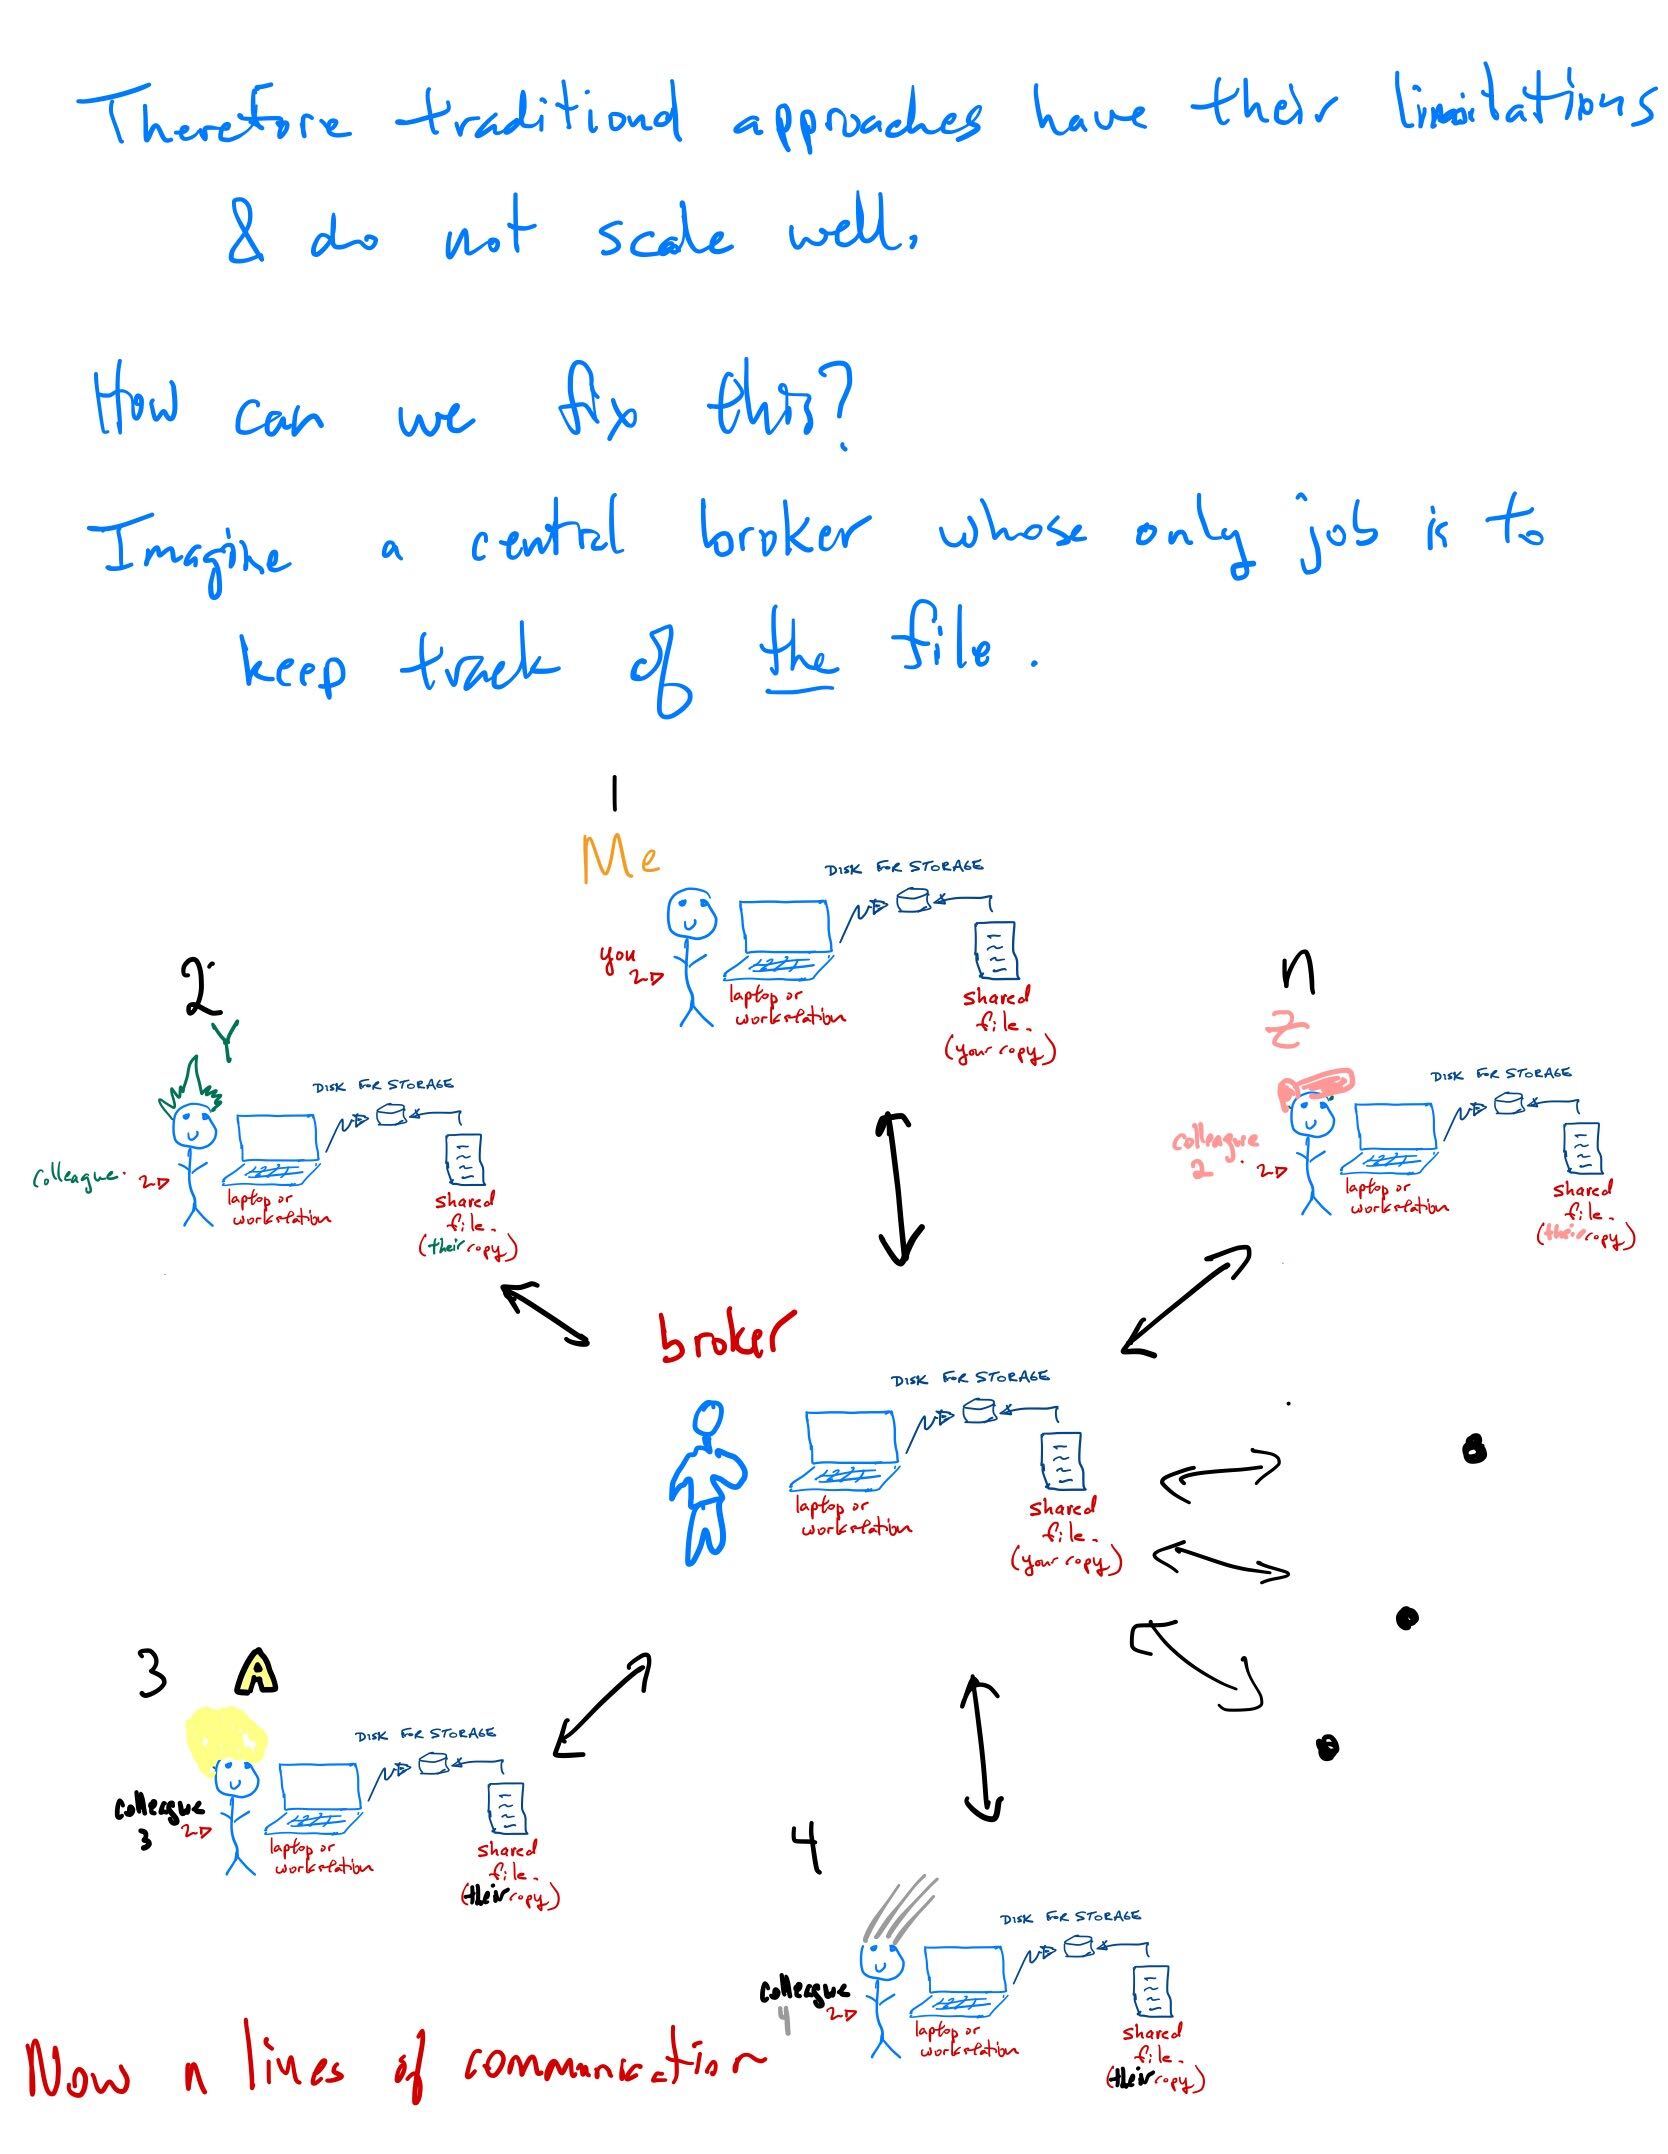 Therefore traditional approaches have their limitations
& do not scale well.
How can we fix this?
Imagine a central broker whose only job is to
keep track of the file.
1
Me
DISK FOR STORAGE
you
laptop or
workstation
shared
file.
(your copy)
2
Y
DISK FOR STORAGE
colleague
laptop or
workstation
shared
file.
(their copy)
n
Z
DISK FOR STORAGE
colleague
2
laptop or
workstation
shared
file.
(their copy)
broker
DISK FOR STORAGE
laptop or
workstation
shared
file.
(your copy)
3 A
DISK FOR STORAGE
colleague
3
laptop or
workstation
shared
file.
(their copy)
4
DISK FOR STORAGE
colleague
4
laptop or
workstation
shared
file.
(their copy)
Now n lines of communication